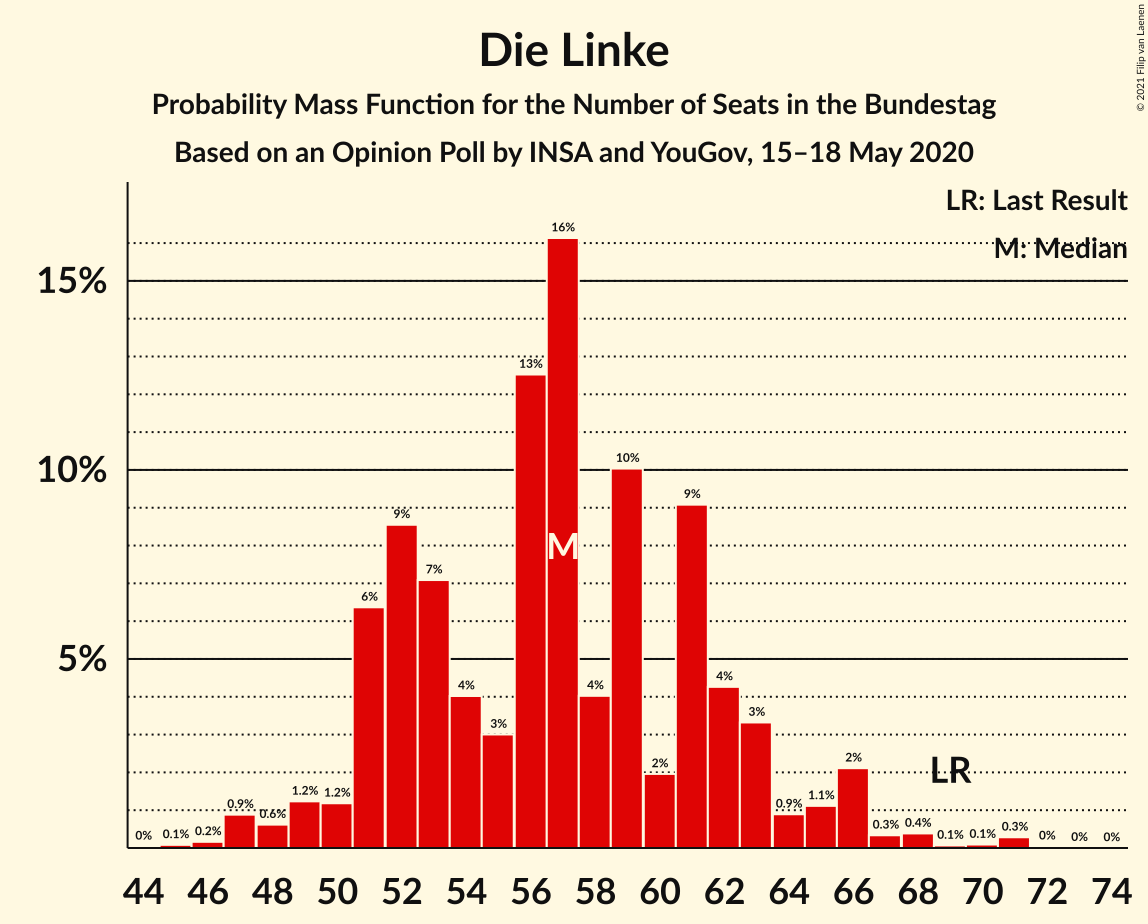 Die Linke
Probability Mass Function for the Number of Seats in the Bundestag
Based on an Opinion Poll by INSA and YouGov, 15–18 May 2020
© 2021 Filip van Laenen
LR: Last Result
M: Median
15%
10%
5%
0% 0.1% 0.2% 0.9% 0.6% 1.2% 1.2% 6% 9% 7% 4% 3% 13% 16% 4% 10% 2% 9% 4% 3% 0.9% 1.1% 2% 0.3% 0.4% 0.1% 0.1% 0.3% 0% 0% 0%
M
LR
44 46 48 50 52 54 56 58 60 62 64 66 68 70 72 74